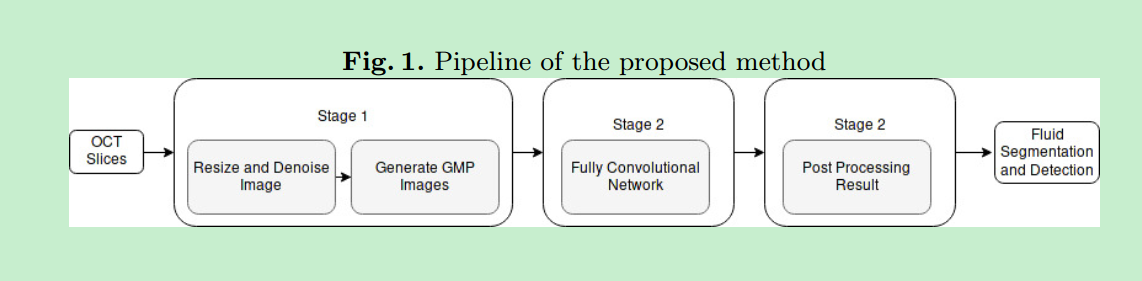 Fig. 1. Pipeline of the proposed method
OCT
Slices
Stage 1
Resize and Denoise
Image
Generate GMP
Images
Stage 2
Fully Convolutional
Network
Stage 2
Post Processing
Result
Fluid
Segmentation
and Detection